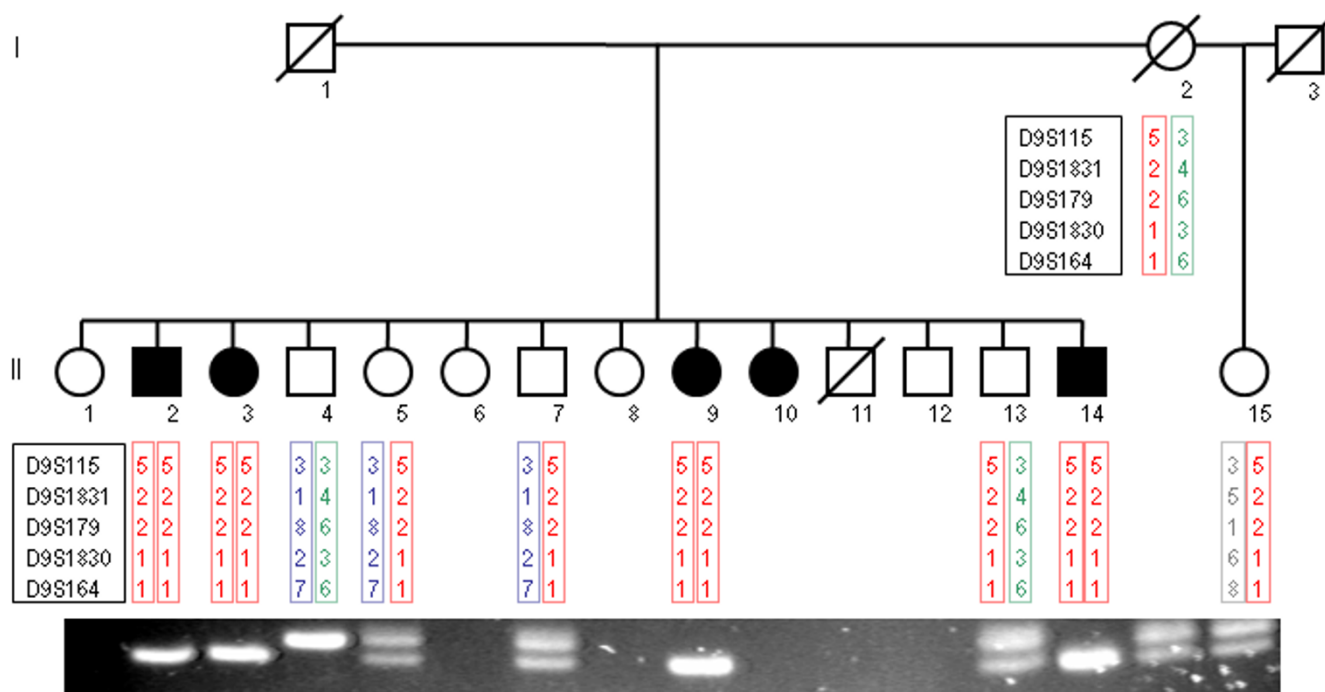 I
1
2
3
D9S115 5 3
D9S1831 2 4
D9S179 2 6
D9S1830 1 3
D9S164 1 6
II
1 2 3 4 5 6 7 8 9 10 11 12 13 14 15
D9S115 5 5 5 5 3 3 3 5 3 5 5 5 5 3 5 5 3 5
D9S1831 2 2 2 2 1 4 1 2 1 2 2 2 2 4 2 2 5 2
D9S179 2 2 2 2 8 6 8 2 8 2 2 2 2 6 2 2 1 2
D9S1830 1 1 1 1 2 3 2 1 2 1 1 1 1 3 1 1 6 1
D9S164 1 1 1 1 7 6 7 1 7 1 1 1 1 6 1 1 8 1